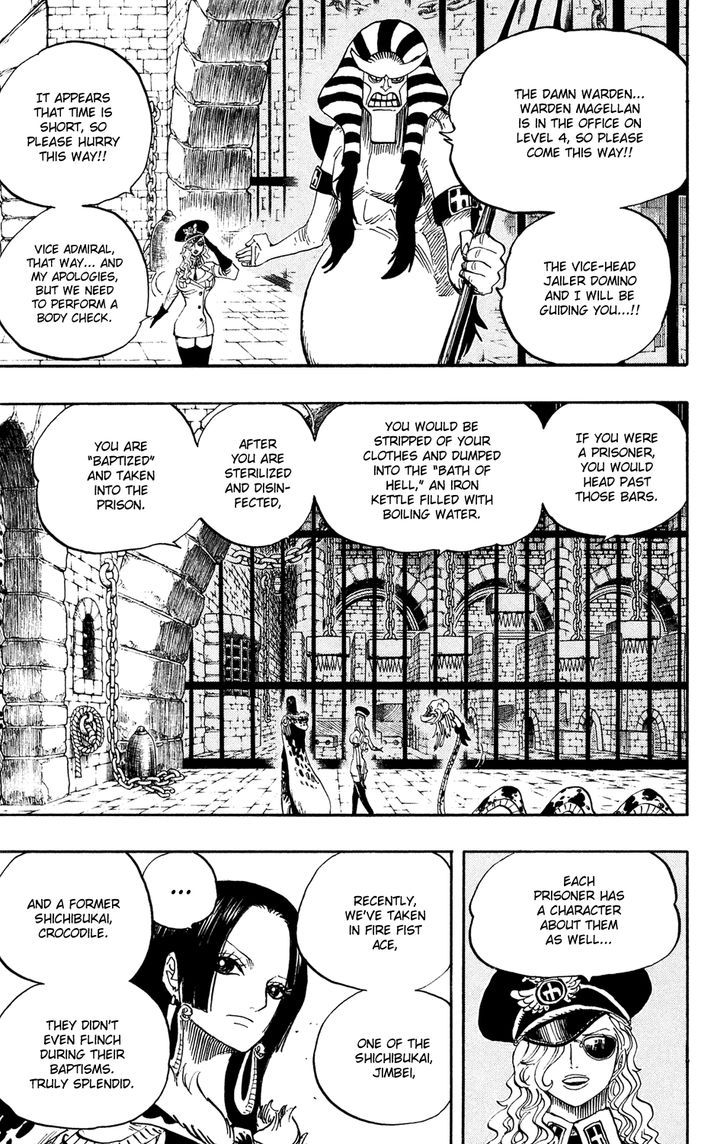 THE DAMN WARDEN...
WARDEN MAGELLAN
IS IN THE OFFICE ON
LEVEL 4, SO PLEASE
COME THIS WAY!!
THE VICE-HEAD
JAILER DOMINO
AND I WILL BE
GUIDING YOU...!!
IT APPEARS
THAT TIME IS
SHORT, SO
PLEASE HURRY
THIS WAY!!
VICE ADMIRAL,
THAT WAY... AND
MY APOLOGIES,
BUT WE NEED
TO PERFORM A
BODY CHECK.
IF YOU WERE
A PRISONER,
YOU WOULD
HEAD PAST
THOSE BARS.
YOU WOULD BE
STRIPPED OF YOUR
CLOTHES AND DUMPED
INTO THE "BATH OF
HELL," AN IRON
KETTLE FILLED WITH
BOILING WATER.
AFTER
YOU ARE
STERILIZED
AND DISIN-
FECTED,
YOU ARE
"BAPTIZED"
AND TAKEN
INTO THE
PRISON.
EACH
PRISONER HAS
A CHARACTER
ABOUT THEM
AS WELL...
RECENTLY,
WE'VE TAKEN
IN FIRE FIST
ACE,
ONE OF THE
SHICHIBUKAI,
JIMBEI,
...
AND A FORMER
SHICHIBUKAI,
CROCODILE.
THEY DIDN'T
EVEN FLINCH
DURING THEIR
BAPTISMS.
TRULY SPLENDID.